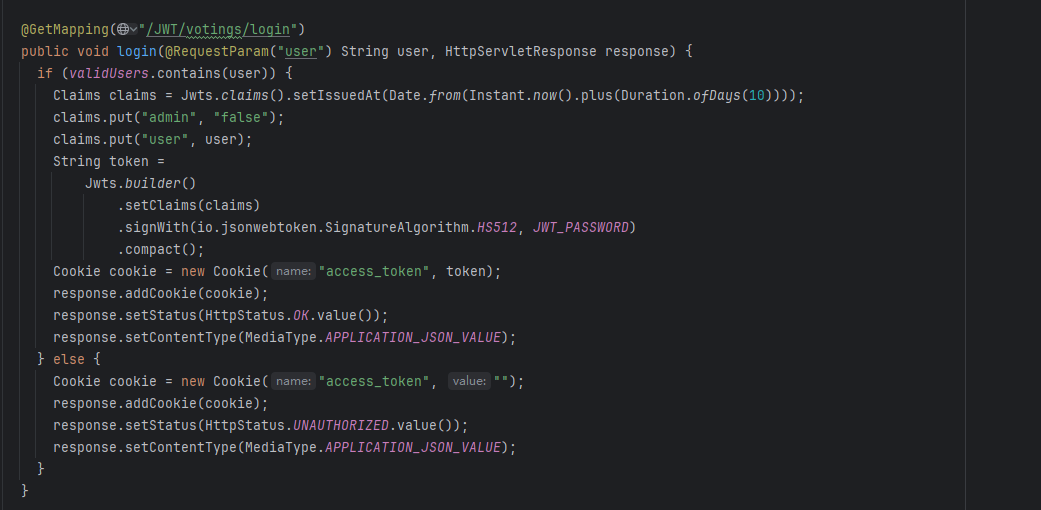 @GetMapping("/JWT/votings/login")
public void login(@RequestParam("user") String user, HttpServletResponse response) {
  if (validUsers.contains(user)) {
    Claims claims = Jwts.claims().setIssuedAt(Date.from(Instant.now().plus(Duration.ofDays(10))));
    claims.put("admin", "false");
    claims.put("user", user);
    String token =
        Jwts.builder()
            .setClaims(claims)
            .signWith(io.jsonwebtoken.SignatureAlgorithm.HS512, JWT_PASSWORD)
            .compact();
    Cookie cookie = new Cookie( name: "access_token", token);
    response.addCookie(cookie);
    response.setStatus(HttpStatus.OK.value());
    response.setContentType(MediaType.APPLICATION_JSON_VALUE);
  } else {
    Cookie cookie = new Cookie( name: "access_token", value: "");
    response.addCookie(cookie);
    response.setStatus(HttpStatus.UNAUTHORIZED.value());
    response.setContentType(MediaType.APPLICATION_JSON_VALUE);
  }
}